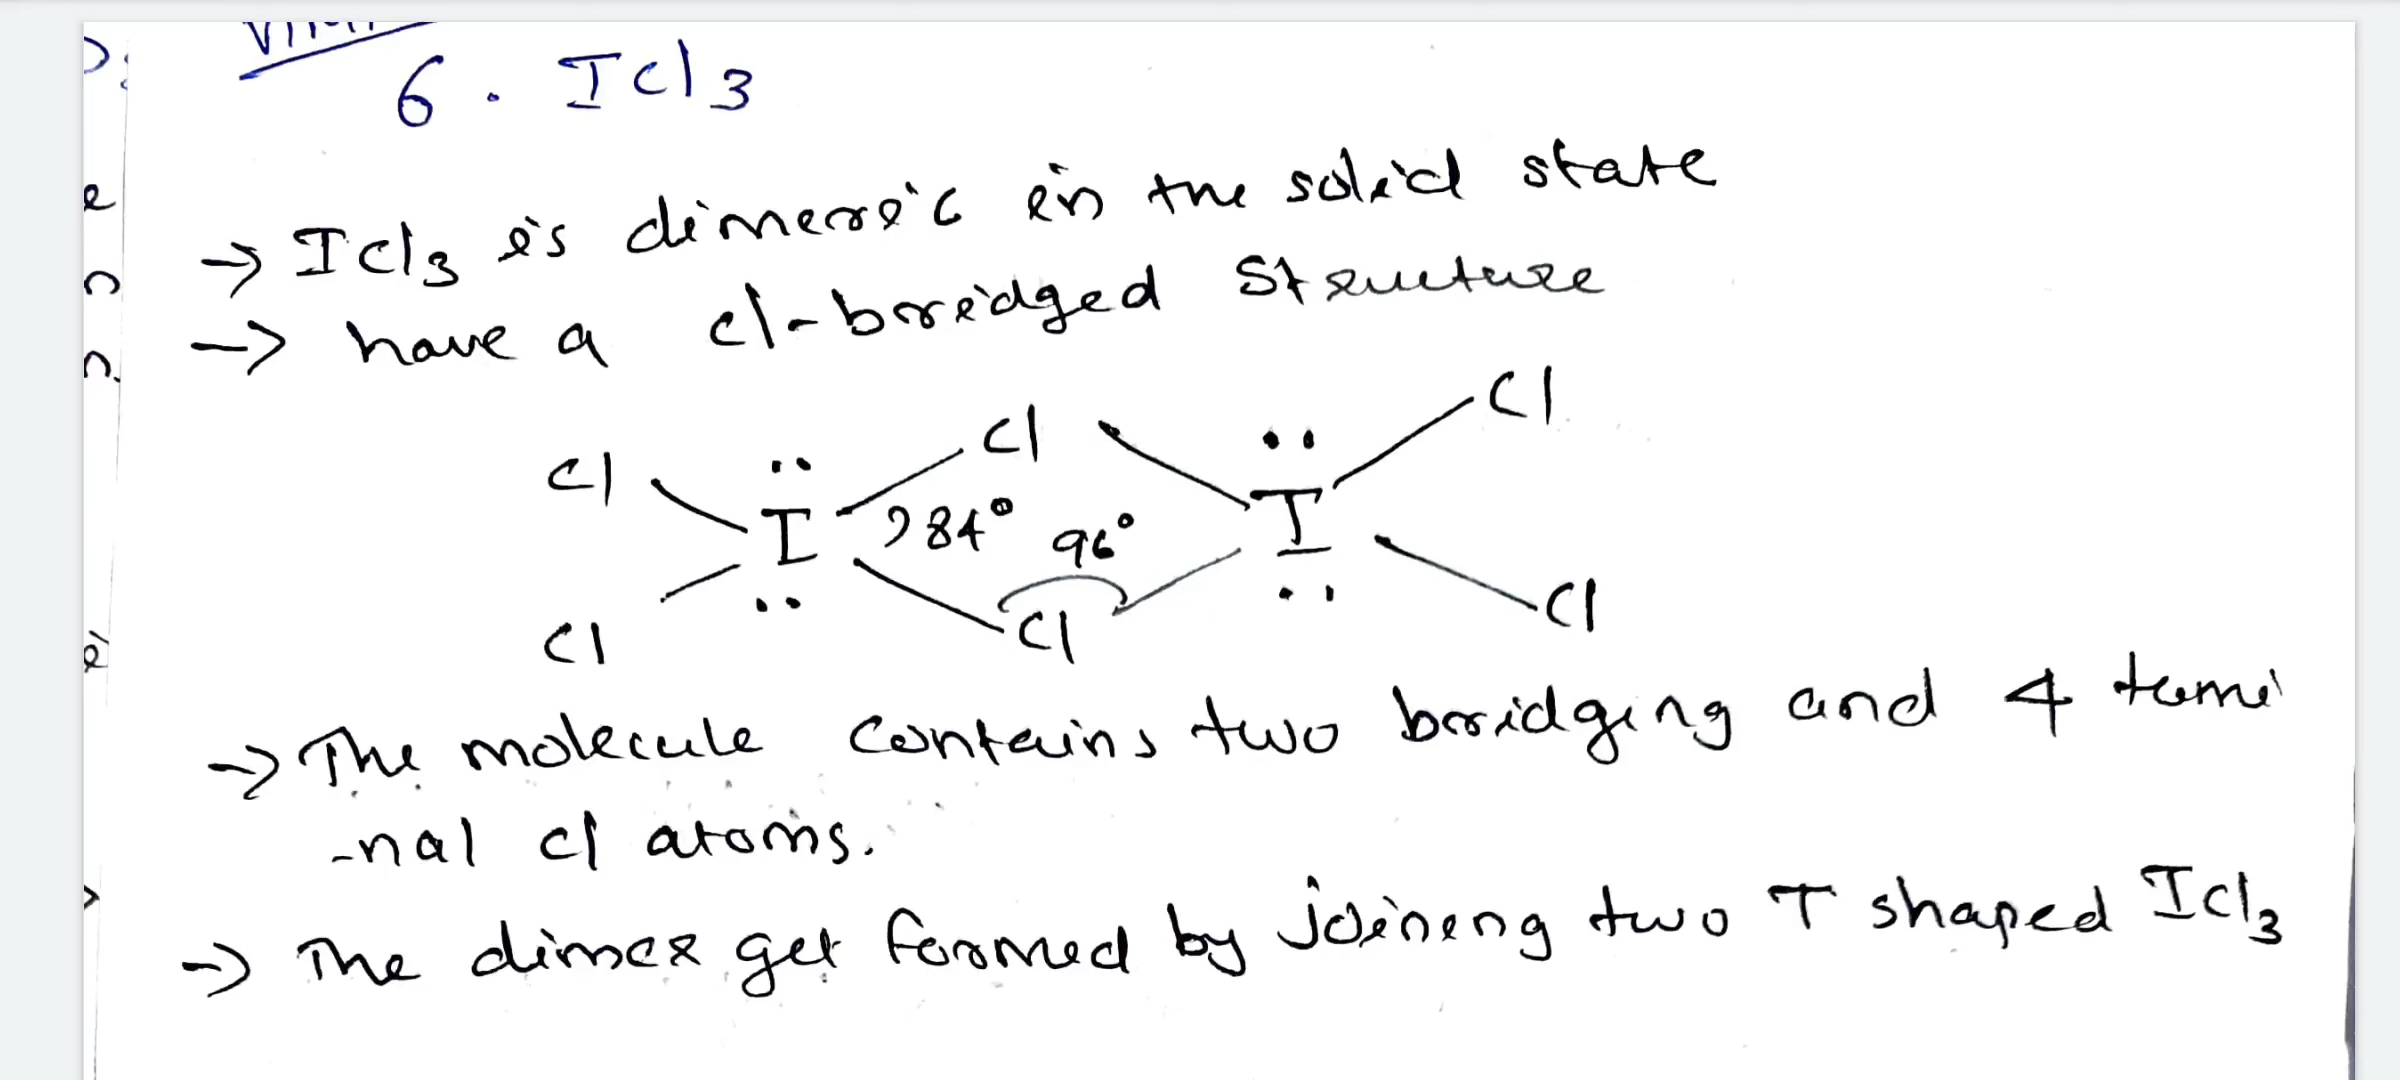 6. ICl3
→ ICl3 is dimeric in the solid state
→ have a Cl-bridged structure
Cl Cl Cl
I 84° 96° I
Cl Cl Cl
→ The molecule contains two bridging and 4 termi
-nal Cl atoms.
→ The dimer get formed by joining two T shaped ICl3